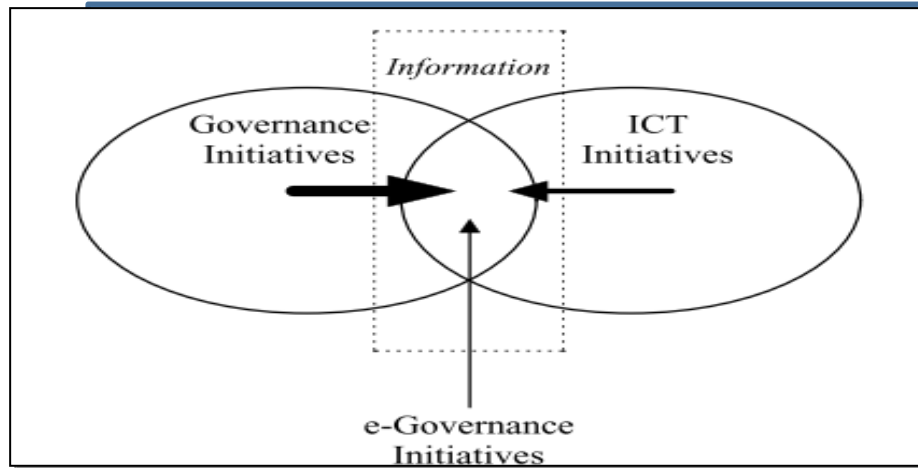 Information
Governance
Initiatives
ICT
Initiatives
e-Governance
Initiatives